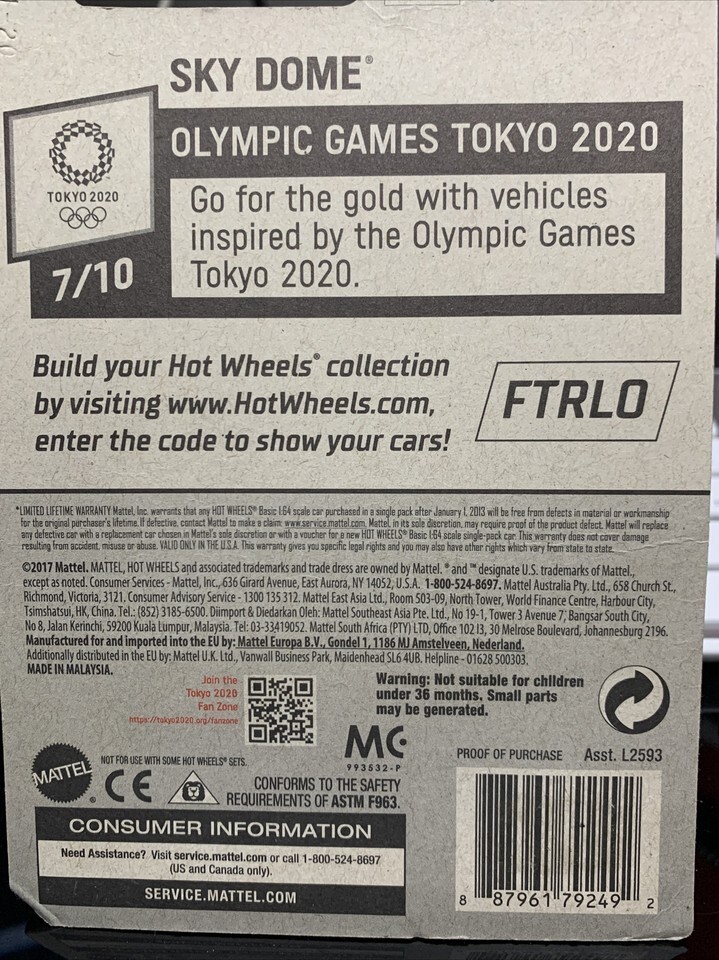 SKY DOME®
OLYMPIC GAMES TOKYO 2020
TOKYO 2020
7/10
Go for the gold with vehicles
inspired by the Olympic Games
Tokyo 2020.
Build your Hot Wheels® collection
by visiting www.HotWheels.com,
enter the code to show your cars!
FTRLO
*LIMITED LIFETIME WARRANTY Mattel, Inc. warrants that any HOT WHEELS® Basic 1:64 scale car purchased in a single pack after January 1, 2013 will be free from defects in material or workmanship
for the original purchaser's lifetime. If defective, contact Mattel to make a claim: www.service.mattel.com. Mattel, in its sole discretion, may require proof of the product defect. Mattel will replace
any defective car with a replacement car chosen in Mattel's sole discretion or with a voucher for a new HOT WHEELS® Basic 1:64 scale single-pack car. This warranty does not cover damage
resulting from accident, misuse or abuse. VALID ONLY IN THE U.S.A. This warranty gives you specific legal rights and you may also have other rights which vary from state to state.
©2017 Mattel. MATTEL, HOT WHEELS and associated trademarks and trade dress are owned by Mattel. ® and ™ designate U.S. trademarks of Mattel.,
except as noted. Consumer Services - Mattel, Inc., 636 Girard Avenue, East Aurora, NY 14052, U.S.A. 1-800-524-8697. Mattel Australia Pty. Ltd., 658 Church St.,
Richmond, Victoria, 3121. Consumer Advisory Service - 1300 135 312. Mattel East Asia Ltd., Room 503-09, North Tower, World Finance Centre, Harbour City,
Tsimshatsui, HK, China. Tel.: (852) 3185-6500. Diimport & Diedarkan Oleh: Mattel Southeast Asia Pte. Ltd., No 19-1, Tower 3 Avenue 7, Bangsar South City,
No 8, Jalan Kerinchi, 59200 Kuala Lumpur, Malaysia. Tel: 03-33419052. Mattel South Africa (PTY) LTD, Office 102 I3, 30 Melrose Boulevard, Johannesburg 2196.
Manufactured for and imported into the EU by: Mattel Europa B.V., Gondel 1, 1186 MJ Amstelveen, Nederland.
Additionally distributed in the EU by: Mattel U.K. Ltd., Vanwall Business Park, Maidenhead SL6 4UB. Helpline - 01628 500303.
MADE IN MALAYSIA.
Join the
Tokyo 2020
Fan Zone
https://tokyo2020.org/fanzone
Warning: Not suitable for children
under 36 months. Small parts
may be generated.
MC
993532-P
PROOF OF PURCHASE Asst. L2593
MATTEL®
NOT FOR USE WITH SOME HOT WHEELS® SETS.
CE
CONFORMS TO THE SAFETY
REQUIREMENTS OF ASTM F963.
CONSUMER INFORMATION
Need Assistance? Visit service.mattel.com or call 1-800-524-8697
(US and Canada only).
SERVICE.MATTEL.COM
8 87961 79249 2